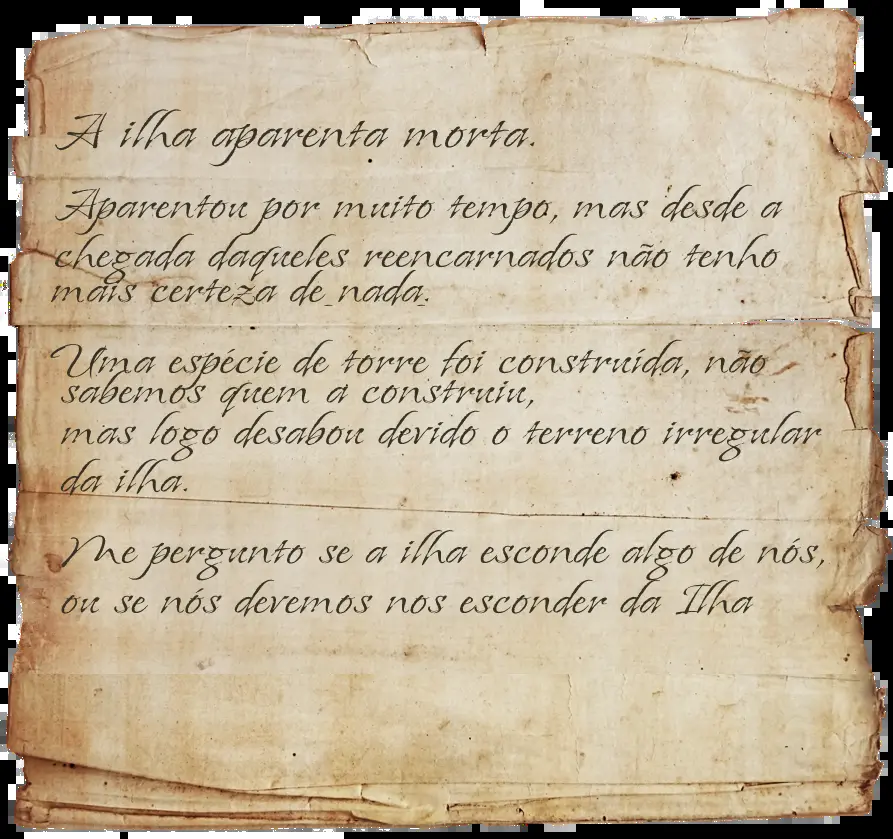 A ilha aparenta morta.
Aparentou por muito tempo, mas desde a
chegada daqueles reencarnados não tenho
mais certeza de nada.
Uma espécie de torre foi construída, não
sabemos quem a construiu,
mas logo desabou devido o terreno irregular
da ilha.
Me pergunto se a ilha esconde algo de nós,
ou se nós devemos nos esconder da Ilha